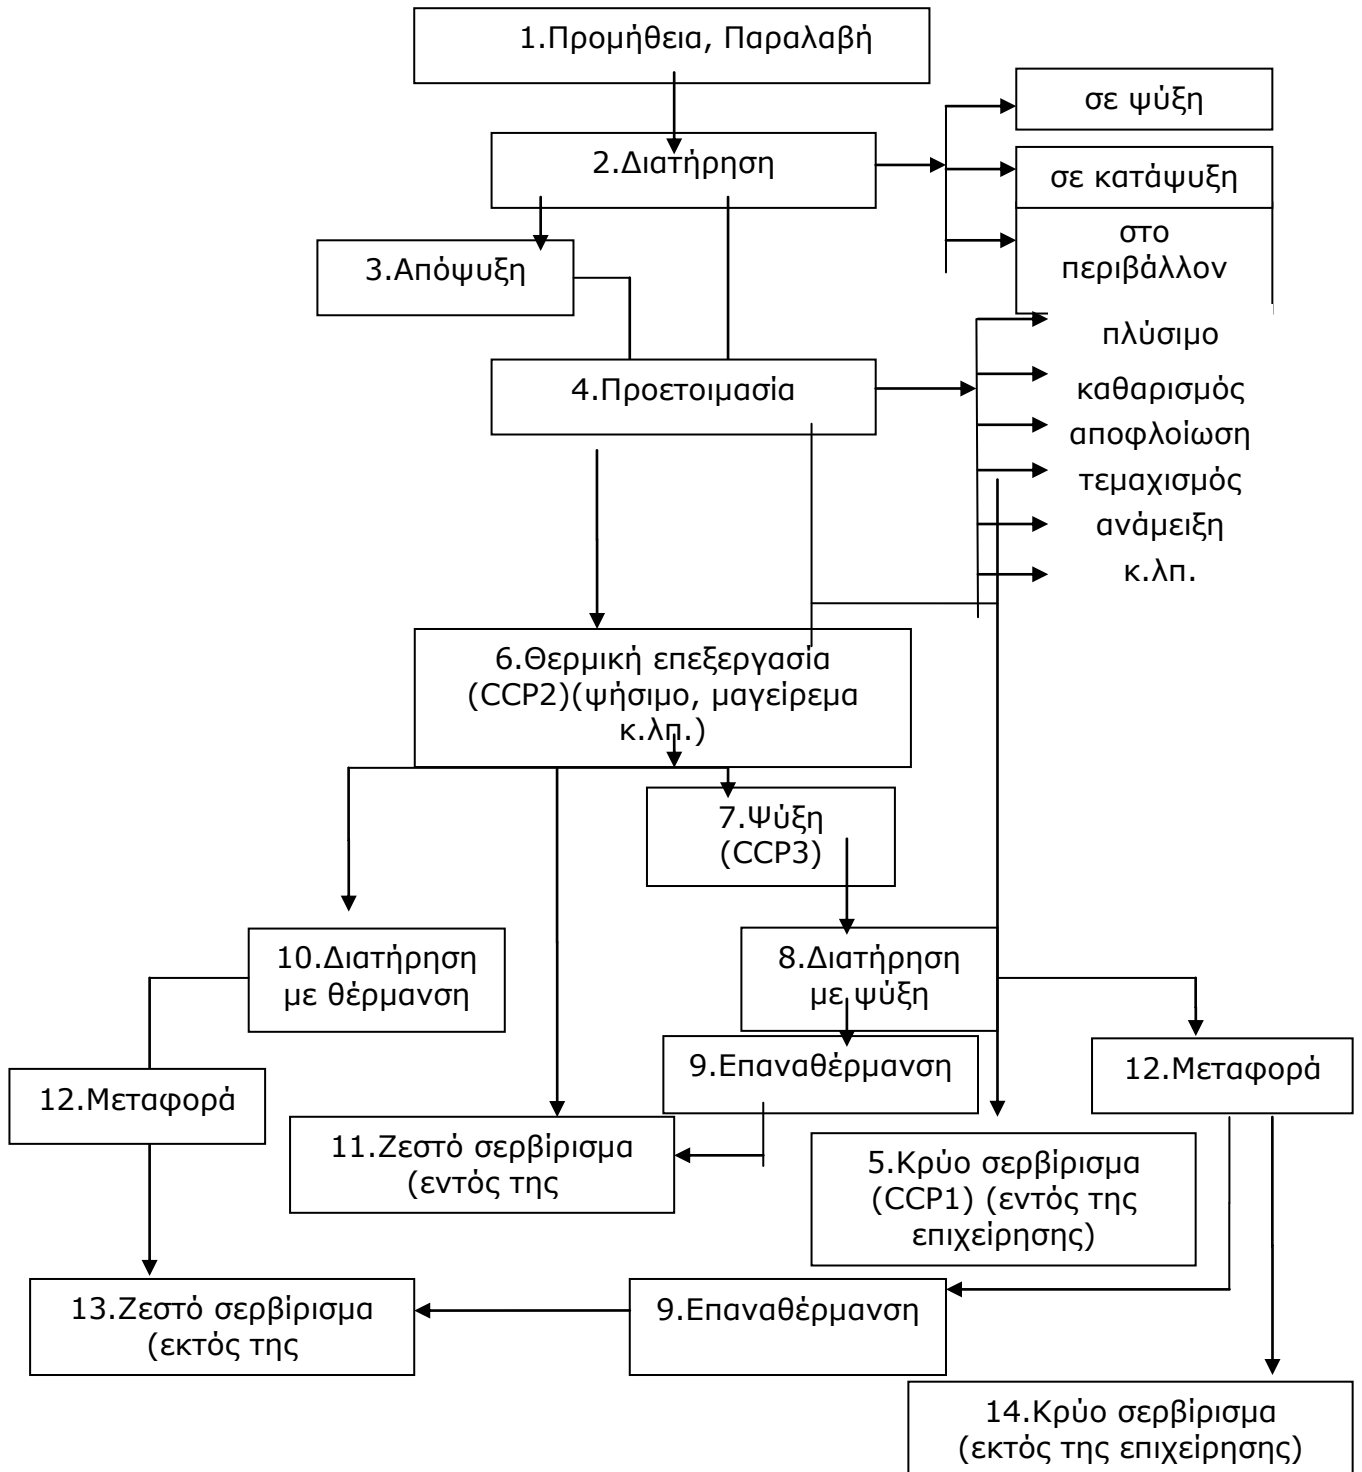 1.Προμήθεια, Παραλαβή
σε ψύξη
2.Διατήρηση
σε κατάψυξη
στο
περιβάλλον
3.Απόψυξη
πλύσιμο
4.Προετοιμασία
καθαρισμός
αποφλοίωση
τεμαχισμός
ανάμειξη
κ.λπ.
6.Θερμική επεξεργασία
(CCP2)(ψήσιμο, μαγείρεμα
κ.λπ.)
7.Ψύξη
(CCP3)
10.Διατήρηση
με θέρμανση
8.Διατήρηση
με ψύξη
9.Επαναθέρμανση
12.Μεταφορά
12.Μεταφορά
11.Ζεστό σερβίρισμα
(εντός της
5.Κρύο σερβίρισμα
(CCP1) (εντός της
επιχείρησης)
13.Ζεστό σερβίρισμα
(εκτός της
9.Επαναθέρμανση
14.Κρύο σερβίρισμα
(εκτός της επιχείρησης)